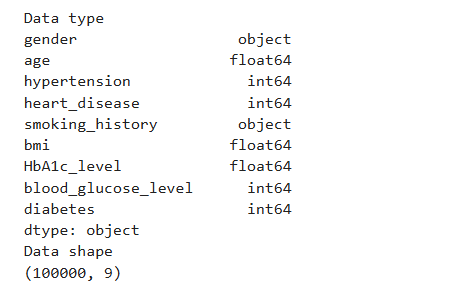 Data type
gender object
age float64
hypertension int64
heart_disease int64
smoking_history object
bmi float64
HbA1c_level float64
blood_glucose_level int64
diabetes int64
dtype: object
Data shape
(100000, 9)